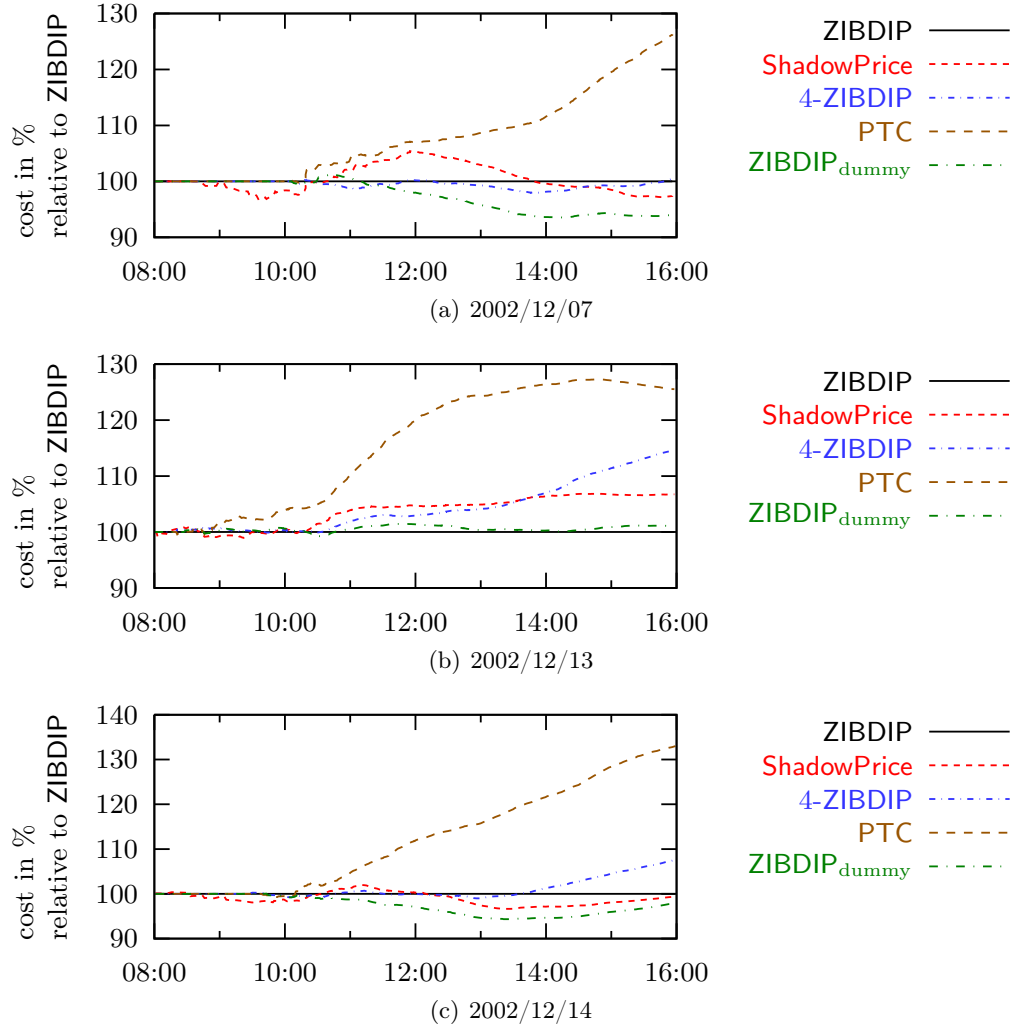 cost in %
relative to ZIBDIP
130
120
110
100
90
08:00 10:00 12:00 14:00 16:00
ZIBDIP
ShadowPrice
4-ZIBDIP
PTC
ZIBDIPdummy
(a) 2002/12/07
cost in %
relative to ZIBDIP
130
120
110
100
90
08:00 10:00 12:00 14:00 16:00
ZIBDIP
ShadowPrice
4-ZIBDIP
PTC
ZIBDIPdummy
(b) 2002/12/13
cost in %
relative to ZIBDIP
140
130
120
110
100
90
08:00 10:00 12:00 14:00 16:00
ZIBDIP
ShadowPrice
4-ZIBDIP
PTC
ZIBDIPdummy
(c) 2002/12/14